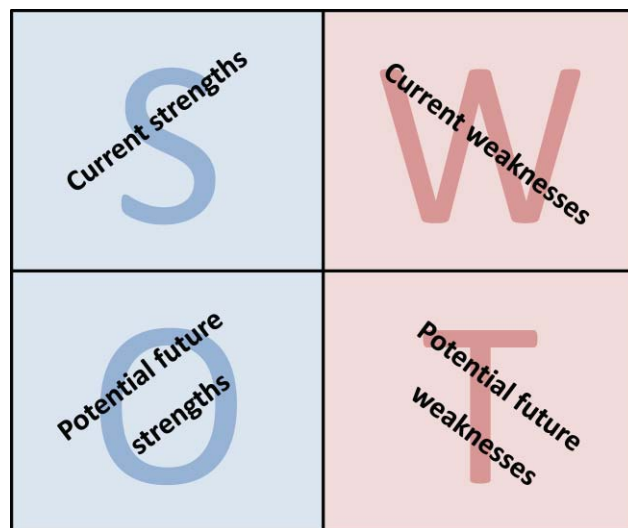 S
Current strengths
W
Current weaknesses
O
Potential future
strengths
T
Potential future
weaknesses